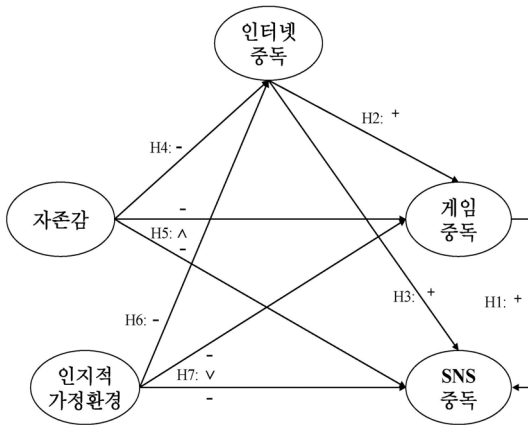 인터넷
중독
H2: +
H4: -
자존감
-
H5: ^
-
게임
중독
H6: -
H3: +
H1: +
인지적
가정환경
-
H7: v
-
SNS
중독